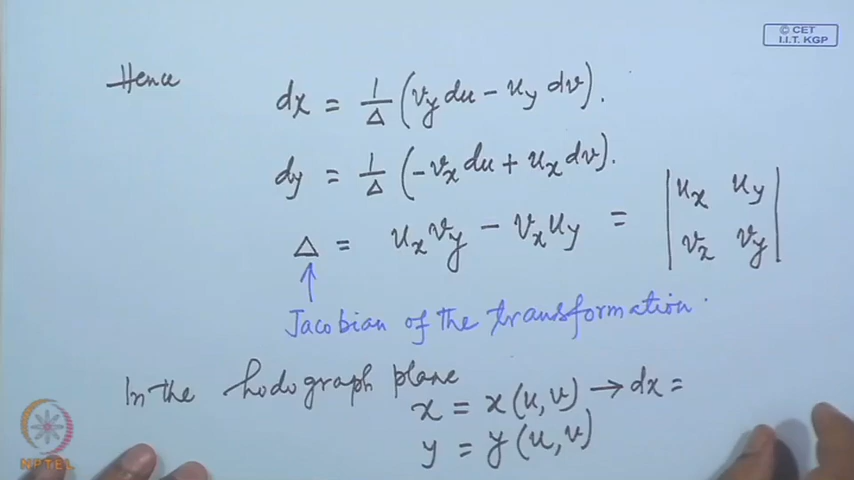 © CET
I.I.T. KGP
Hence
dx = 1/Δ (v_y du - u_y dv).
dy = 1/Δ (-v_x du + u_x dv).
Δ = u_x v_y - v_x u_y = | u_x u_y |
| v_x v_y |
↑
Jacobian of the transformation.
In the hodograph plane
x = x(u, v) → dx =
y = y(u, v)
NPTEL